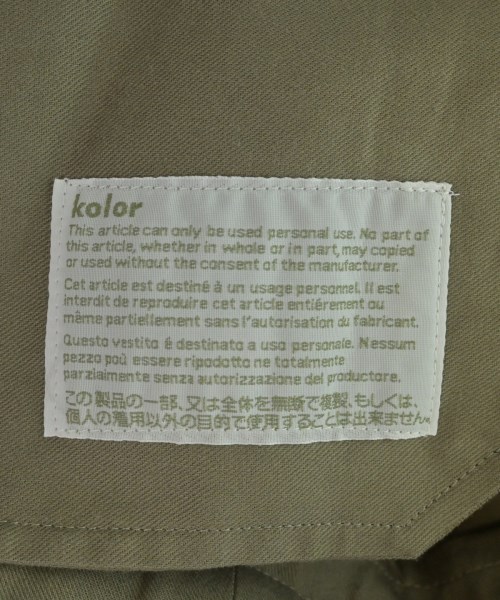 kolor
This article can only be used personal use. No part of
this article, whether in whole or in part, may copied
or used without the consent of the manufacturer.
Cet article est destiné à un usage personnel. Il est
interdit de reproduire cet article entiérement ou
même partiellement sans l'autorisation du fabricant.
Questo vestito é destinato a uso personale. Nessum
pezzo poù essere ripodotto ne totalmente
parzialmente senza autorizzazione del productore.
この製品の一部、又は全体を無断で複製、もしくは、
個人の着用以外の目的で使用することは出来ません。